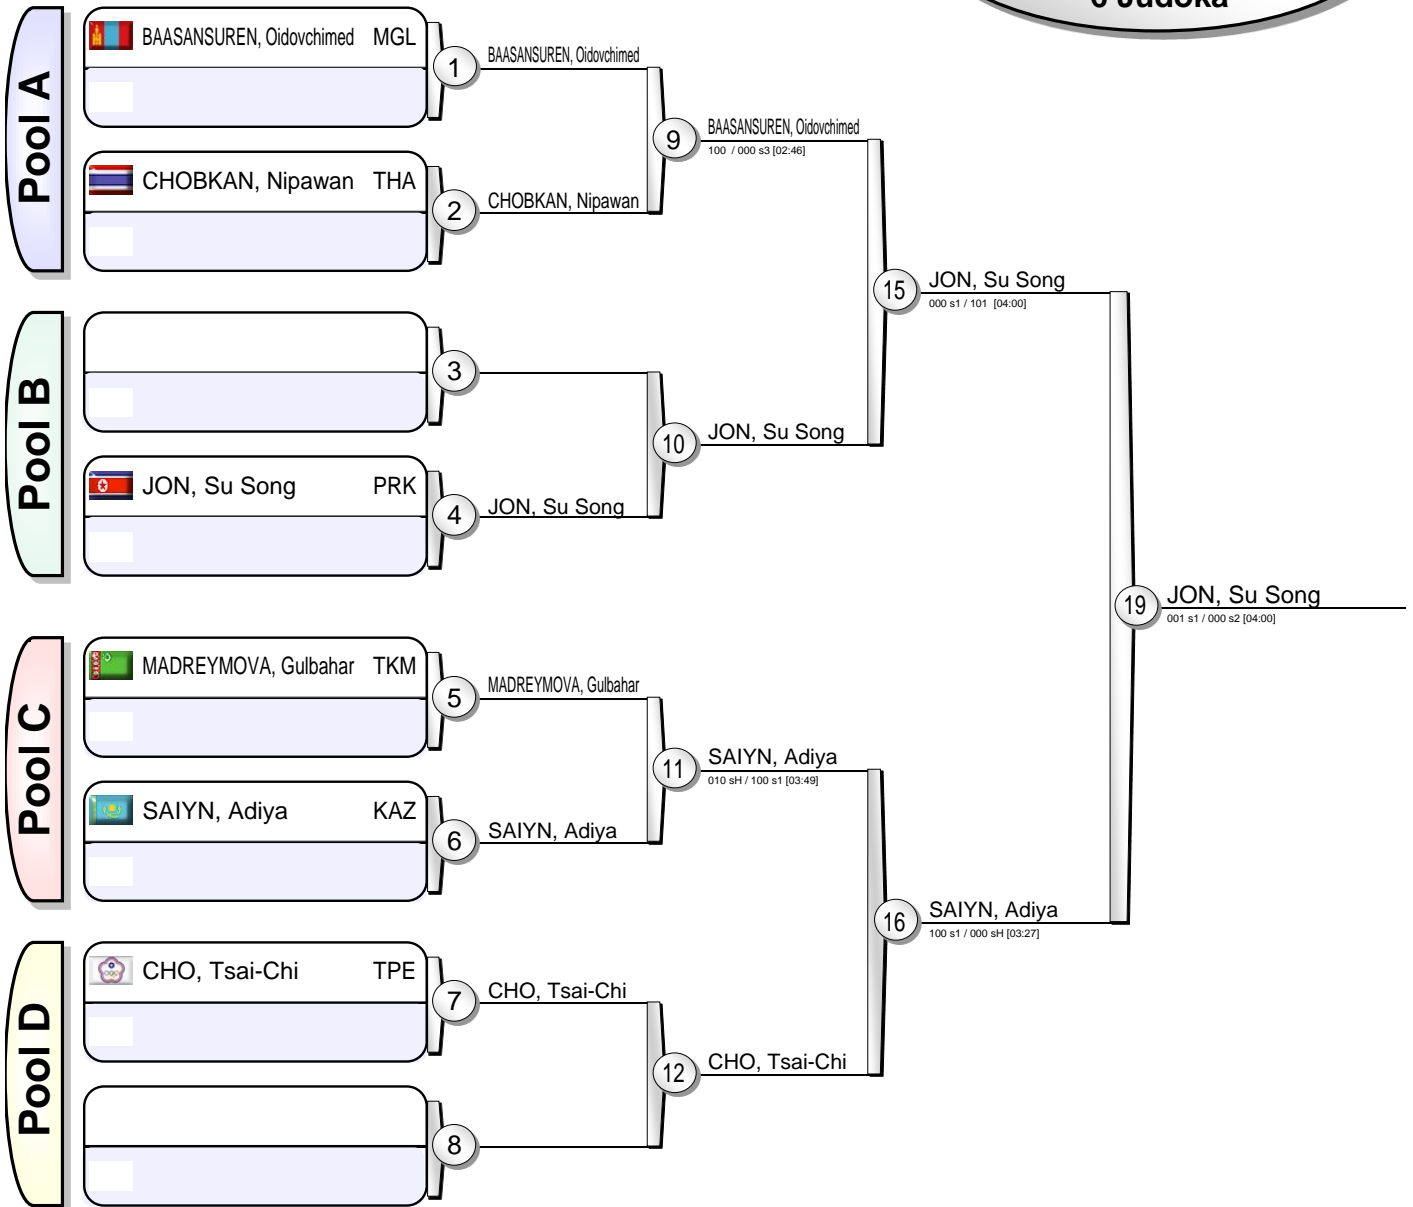 6 Judoka
Pool A
BAASANSUREN, Oidovchimed MGL
1
BAASANSUREN, Oidovchimed
CHOBKAN, Nipawan THA
2
CHOBKAN, Nipawan
9
BAASANSUREN, Oidovchimed
100 / 000 s3 [02:46]
Pool B
3
JON, Su Song PRK
4
JON, Su Song
10
JON, Su Song
15
JON, Su Song
000 s1 / 101 [04:00]
Pool C
MADREYMOVA, Gulbahar TKM
5
MADREYMOVA, Gulbahar
SAIYN, Adiya KAZ
6
SAIYN, Adiya
11
SAIYN, Adiya
010 sH / 100 s1 [03:49]
Pool D
CHO, Tsai-Chi TPE
7
CHO, Tsai-Chi
8
12
CHO, Tsai-Chi
16
SAIYN, Adiya
100 s1 / 000 sH [03:27]
19
JON, Su Song
001 s1 / 000 s2 [04:00]